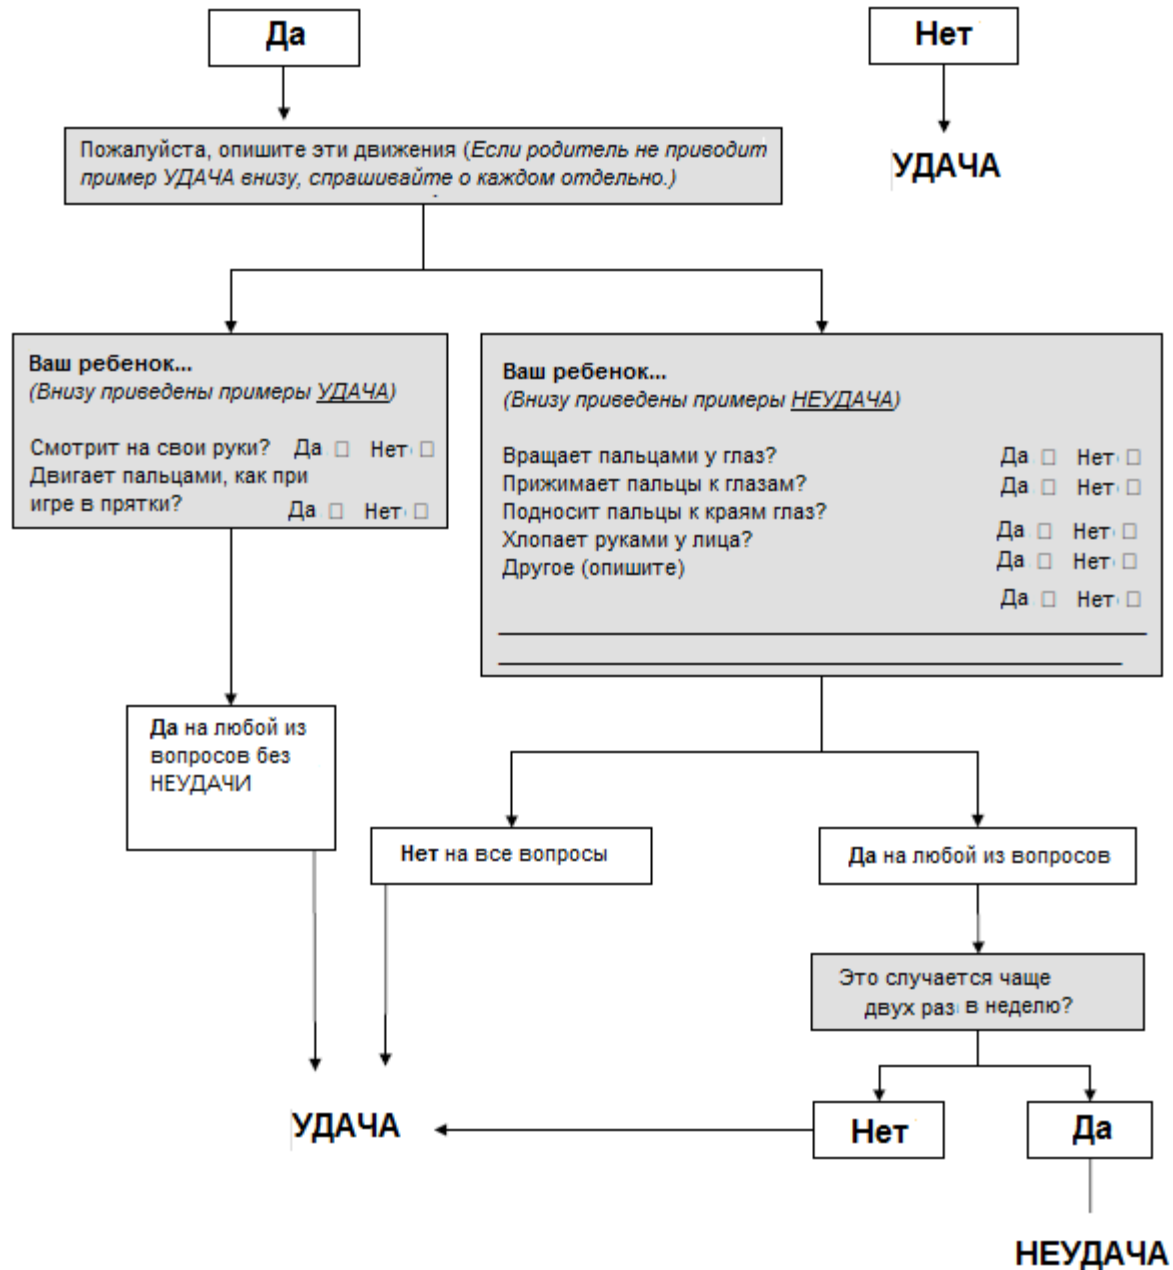 Да
Нет
Пожалуйста, опишите эти движения (Если родитель не приводит
пример УДАЧА внизу, спрашивайте о каждом отдельно.)
УДАЧА
Ваш ребенок...
(Внизу приведены примеры УДАЧА)
Смотрит на свои руки? Да □ Нет □
Двигает пальцами, как при
игре в прятки? Да □ Нет □
Ваш ребенок...
(Внизу приведены примеры НЕУДАЧА)
Вращает пальцами у глаз? Да □ Нет □
Прижимает пальцы к глазам? Да □ Нет □
Подносит пальцы к краям глаз? Да □ Нет □
Хлопает руками у лица? Да □ Нет □
Другое (опишите) Да □ Нет □
Да на любой из
вопросов без
НЕУДАЧИ
Нет на все вопросы
Да на любой из вопросов
Это случается чаще
двух раз в неделю?
УДАЧА
Нет
Да
НЕУДАЧА